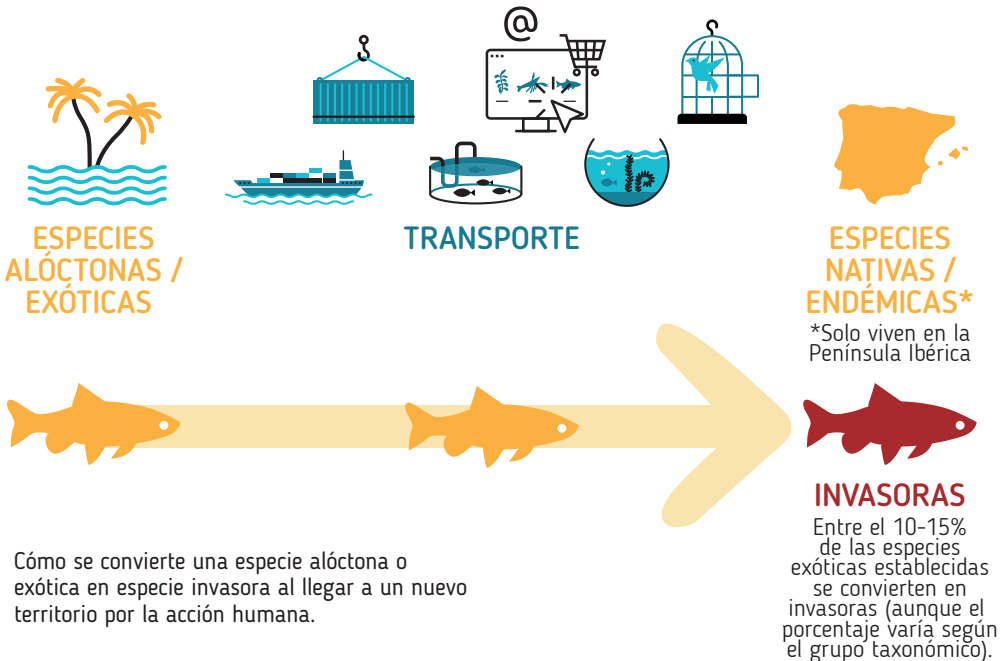 @
ESPECIES
ALÓCTONAS /
EXÓTICAS
TRANSPORTE
ESPECIES
NATIVAS /
ENDÉMICAS*
*Solo viven en la
Península Ibérica
INVASORAS
Entre el 10-15%
de las especies
exóticas establecidas
se convierten en
invasoras (aunque el
porcentaje varía según
el grupo taxonómico).
Cómo se convierte una especie alóctona o
exótica en especie invasora al llegar a un nuevo
territorio por la acción humana.